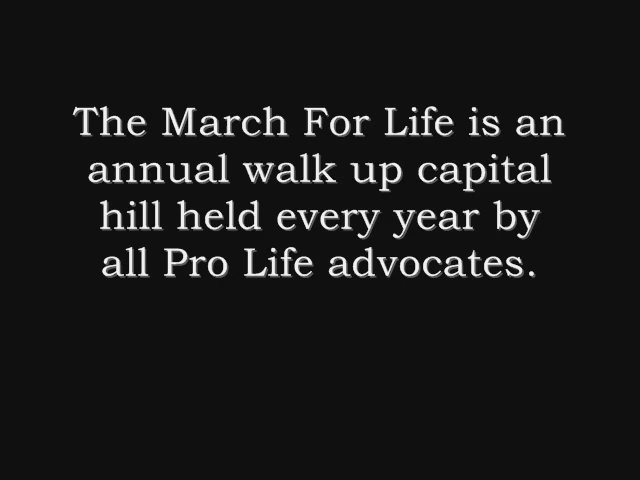 The March For Life is an
annual walk up capital
hill held every year by
all Pro Life advocates.